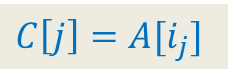 C[j] = A[i_j]